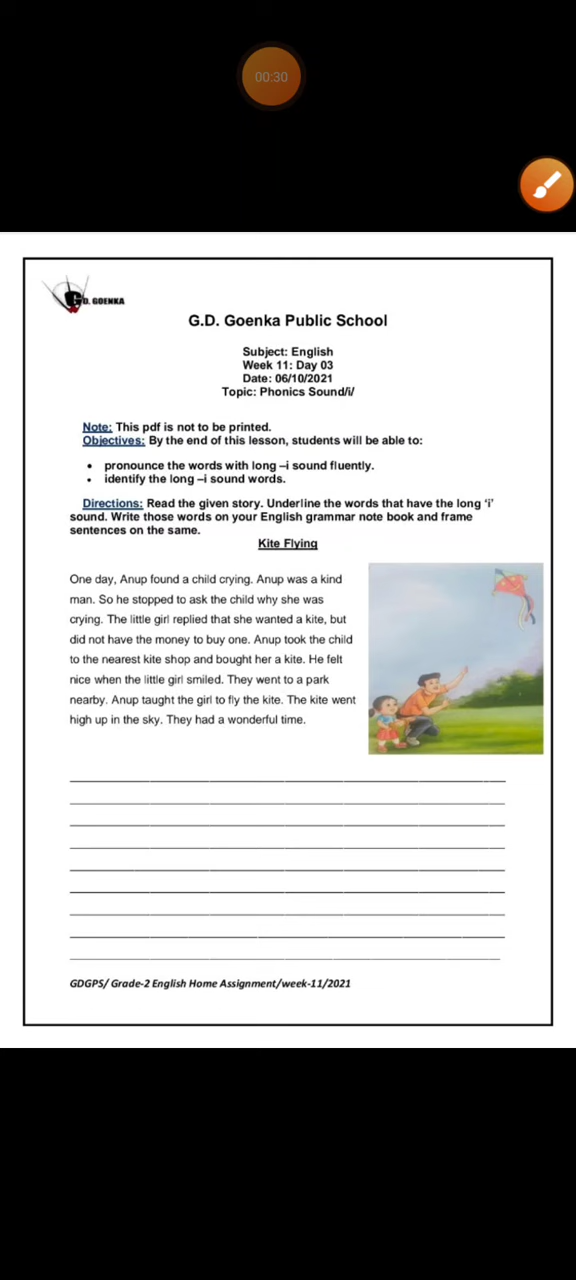 00:30
G.D. GOENKA
G.D. Goenka Public School
Subject: English
Week 11: Day 03
Date: 06/10/2021
Topic: Phonics Sound/i/
Note: This pdf is not to be printed.
Objectives: By the end of this lesson, students will be able to:
• pronounce the words with long –i sound fluently.
• identify the long –i sound words.
Directions: Read the given story. Underline the words that have the long ‘i’
sound. Write those words on your English grammar note book and frame
sentences on the same.
Kite Flying
One day, Anup found a child crying. Anup was a kind
man. So he stopped to ask the child why she was
crying. The little girl replied that she wanted a kite, but
did not have the money to buy one. Anup took the child
to the nearest kite shop and bought her a kite. He felt
nice when the little girl smiled. They went to a park
nearby. Anup taught the girl to fly the kite. The kite went
high up in the sky. They had a wonderful time.
GDGPS/ Grade-2 English Home Assignment/week-11/2021